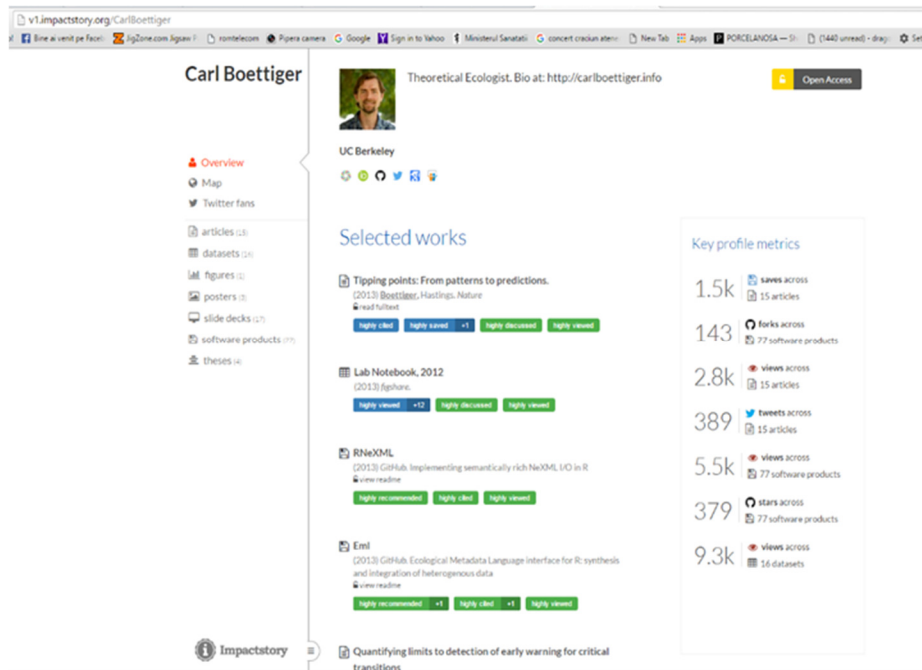 v1.impactstory.org/CarlBoettiger
Bine ai venit pe Facel JigZone.com Jigsaw romtelecom Pipera camera Google Sign in to Yahoo Ministerul Sanatatii concert craciun atene New Tab Apps PORCELANOSA (1440 unread) - drago
Carl Boettiger
Theoretical Ecologist. Bio at: http://carlboettiger.info
Open Access
UC Berkeley
Overview
Map
Twitter fans
articles
datasets
figures (1)
posters (3)
slide decks (17)
software products (77)
theses (4)
Selected works
Tipping points: From patterns to predictions.
(2013) Boettiger, Hastings. Nature
read fulltext
highly cited highly saved +1 highly discussed highly viewed
Lab Notebook, 2012
(2013) figshare.
highly viewed +12 highly discussed highly viewed
RNeXML
(2013) GitHub. Implementing semantically rich NeXML I/O in R
view readme
highly recommended highly cited highly viewed
Eml
(2013) GitHub. Ecological Metadata Language interface for R: synthesis
and integration of heterogenous data
view readme
highly recommended +1 highly cited +1 highly viewed
Quantifying limits to detection of early warning for critical
transitions
Key profile metrics
1.5k saves across
15 articles
143 forks across
77 software products
2.8k views across
15 articles
389 tweets across
15 articles
5.5k views across
77 software products
379 stars across
77 software products
9.3k views across
16 datasets
Impactstory